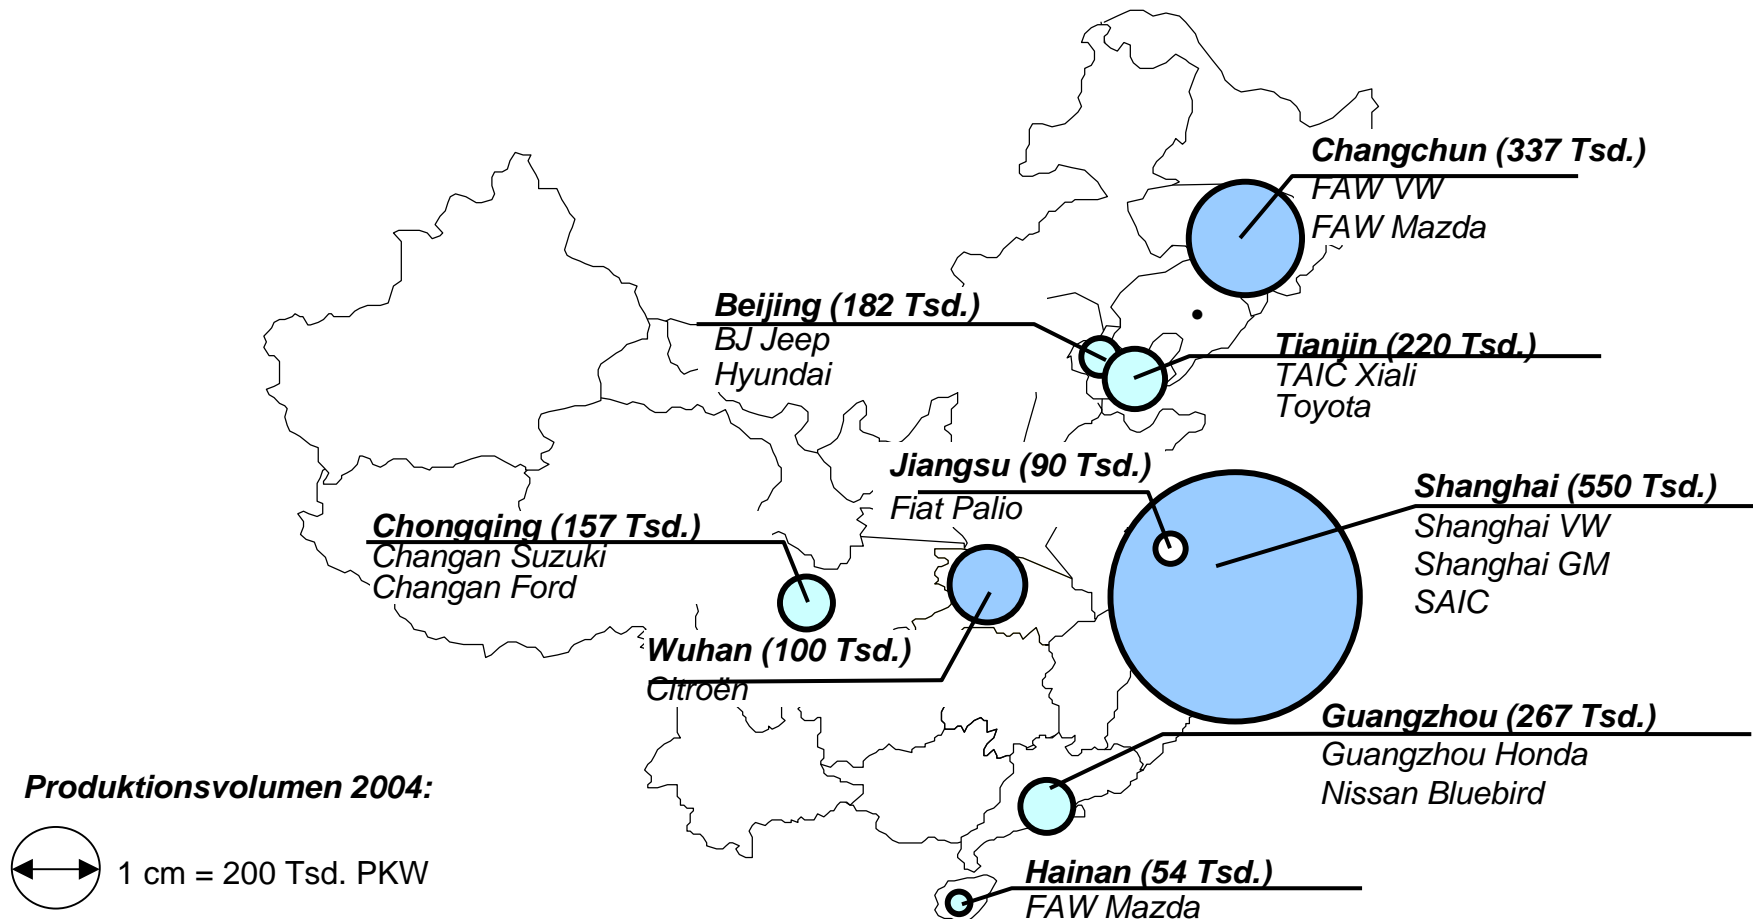 Changchun (337 Tsd.)
FAW VW
FAW Mazda
Beijing (182 Tsd.)
BJ Jeep
Hyundai
Tianjin (220 Tsd.)
TAIC Xiali
Toyota
Jiangsu (90 Tsd.)
Fiat Palio
Shanghai (550 Tsd.)
Shanghai VW
Shanghai GM
SAIC
Chongqing (157 Tsd.)
Changan Suzuki
Changan Ford
Wuhan (100 Tsd.)
Citroën
Guangzhou (267 Tsd.)
Guangzhou Honda
Nissan Bluebird
Produktionsvolumen 2004:
1 cm = 200 Tsd. PKW
Hainan (54 Tsd.)
FAW Mazda